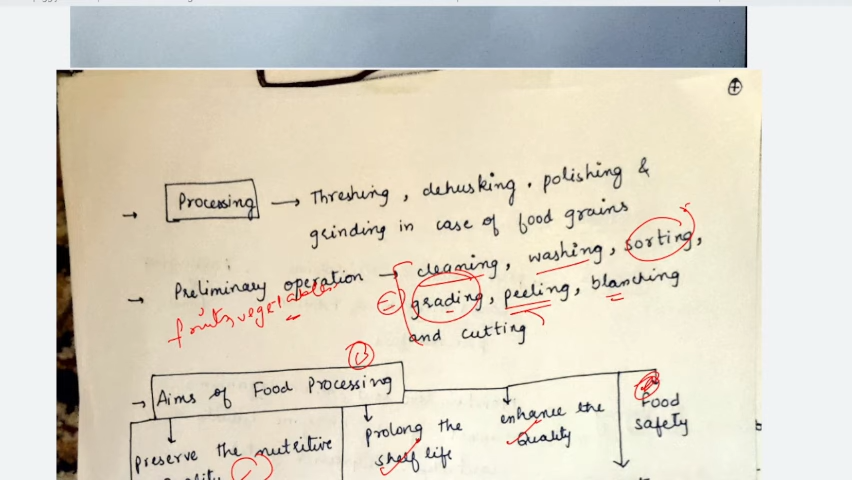 → Processing → Threshing, dehusking, polishing &
grinding in case of food grains
→ Preliminary operation → cleaning, washing, sorting,
fruits, vegetables
grading, peeling, blanching
and cutting
→ Aims of Food Processing
preserve the nutritive
prolong the
shelf life
enhance the
quality
Food
safety